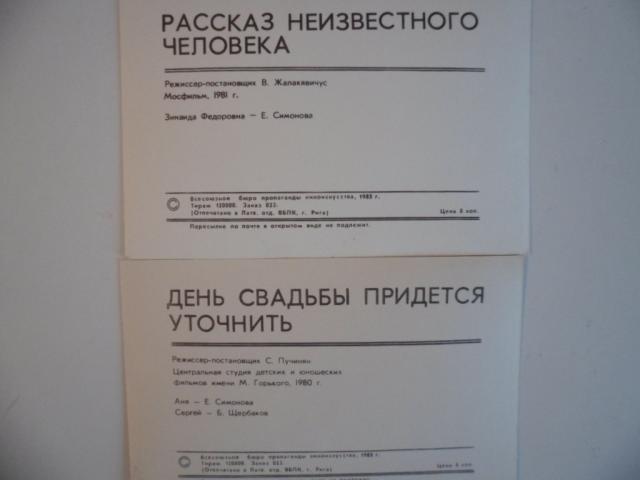 РАССКАЗ НЕИЗВЕСТНОГО
ЧЕЛОВЕКА
Режиссер-постановщик В. Жалакявичус
Мосфильм, 1981 г.
Зинаида Федоровна — Е. Симонова
© Всесоюзное бюро пропаганды киноискусства, 1983 г.
Тираж 120000. Заказ 033.
(Отпечатано в Латв. отд. ВБПК, г. Рига) Цена 8 коп.
Пересылке по почте в открытом виде не подлежит.
ДЕНЬ СВАДЬБЫ ПРИДЕТСЯ
УТОЧНИТЬ
Режиссер-постановщик С. Пучинян
Центральная студия детских и юношеских
фильмов имени М. Горького, 1980 г.
Аня — Е. Симонова
Сергей — Б. Щербаков
© Всесоюзное бюро пропаганды киноискусства, 1983 г.
Тираж 120000. Заказ 033.
(Отпечатано в Латв. отд. ВБПК, г. Рига) Цена 8 коп.